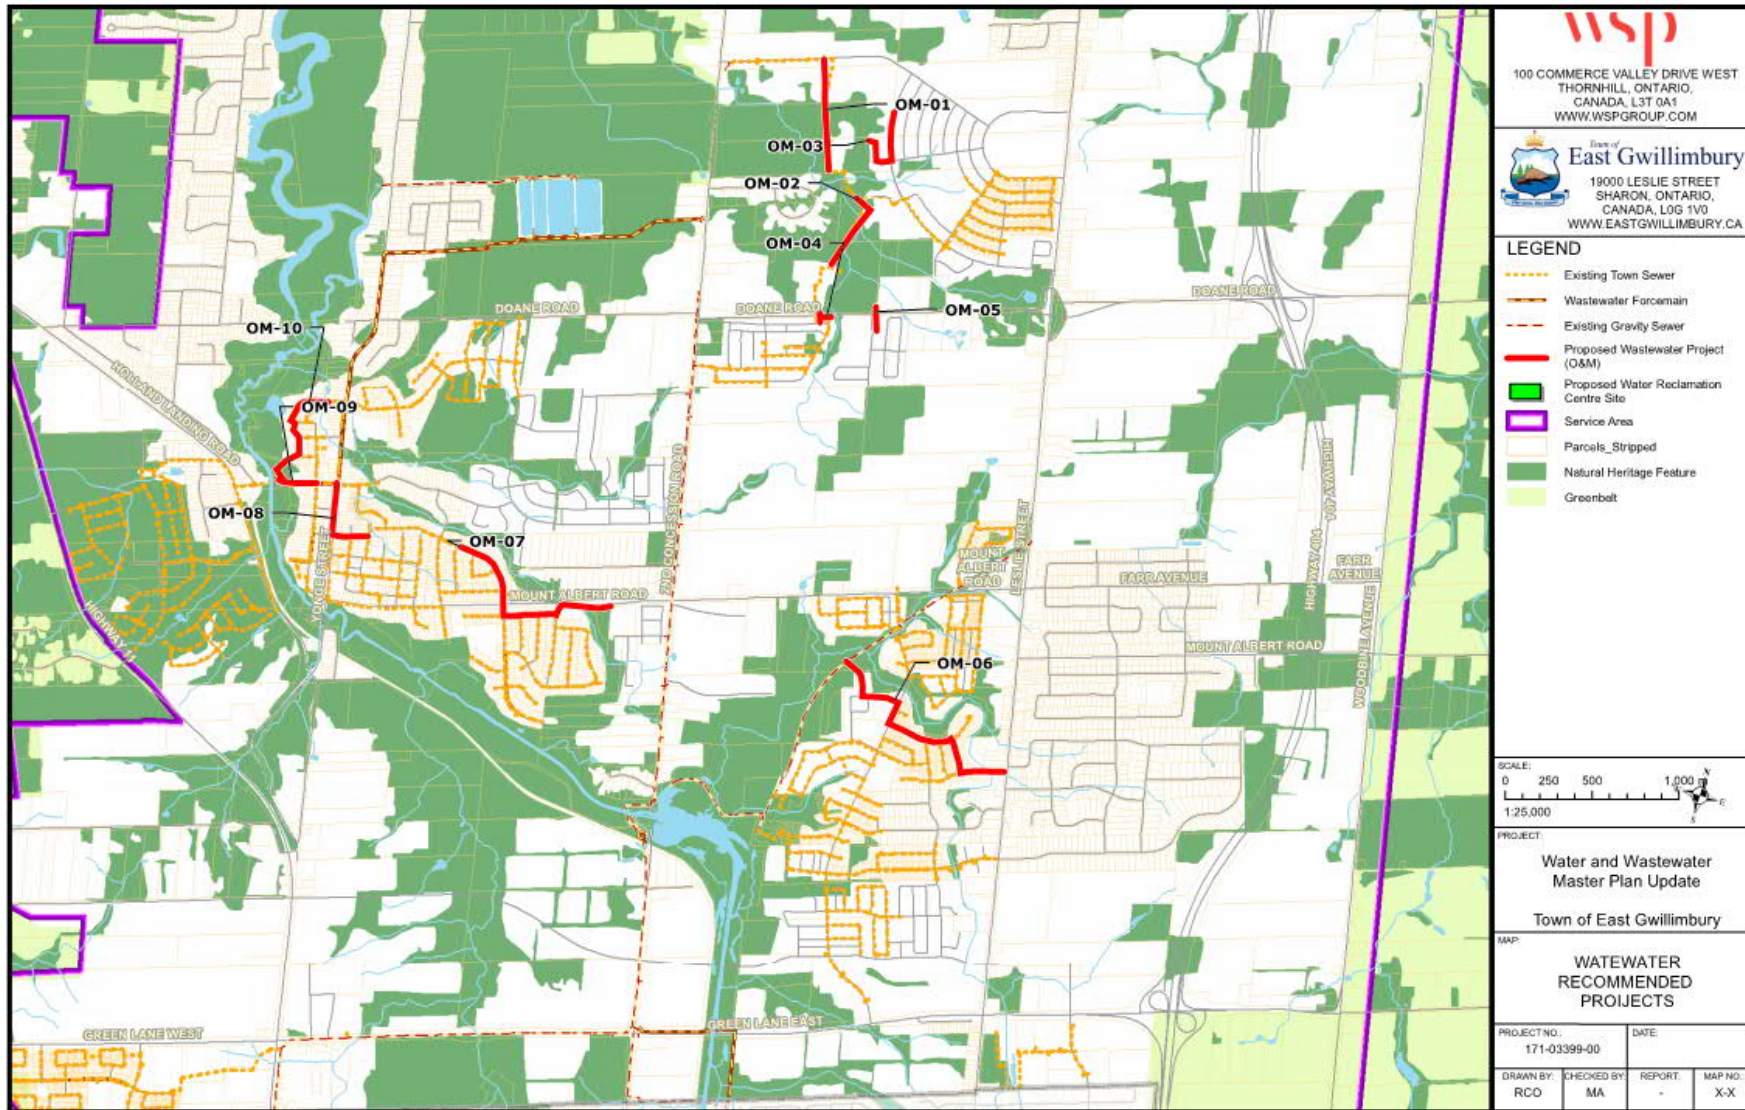 OM-01
OM-03
OM-02
OM-04
DOANE ROAD
DOANE ROAD
DOANE ROAD
OM-05
OM-10
HOLLAND LANDING ROAD
OM-09
2ND CONCESSION ROAD
HIGHWAY 404
OM-08
YONGE STREET
OM-07
MOUNT ALBERT ROAD
MOUNT
ALBERT
ROAD
LESLIE STREET
FARR AVENUE
HIGHWAY 404
FARR
AVENUE
HIGHWAY 11
MOUNT ALBERT ROAD
WOODBINE AVENUE
OM-06
GREEN LANE WEST
GREEN LANE EAST
wsp
100 COMMERCE VALLEY DRIVE WEST
THORNHILL, ONTARIO,
CANADA, L3T 0A1
WWW.WSPGROUP.COM
Town of
East Gwillimbury
19000 LESLIE STREET
SHARON, ONTARIO,
CANADA, L0G 1V0
WWW.EASTGWILLIMBURY.CA
LEGEND
Existing Town Sewer
Wastewater Forcemain
Existing Gravity Sewer
Proposed Wastewater Project
(O&M)
Proposed Water Reclamation
Centre Site
Service Area
Parcels_Stripped
Natural Heritage Feature
Greenbelt
SCALE:
0 250 500 1,000 m
1:25,000
N
E
S
PROJECT:
Water and Wastewater
Master Plan Update
Town of East Gwillimbury
MAP:
WATEWATER
RECOMMENDED
PROIJECTS
PROJECT NO.: DATE:
171-03399-00
DRAWN BY: CHECKED BY: REPORT: MAP NO.:
RCO MA - X-X